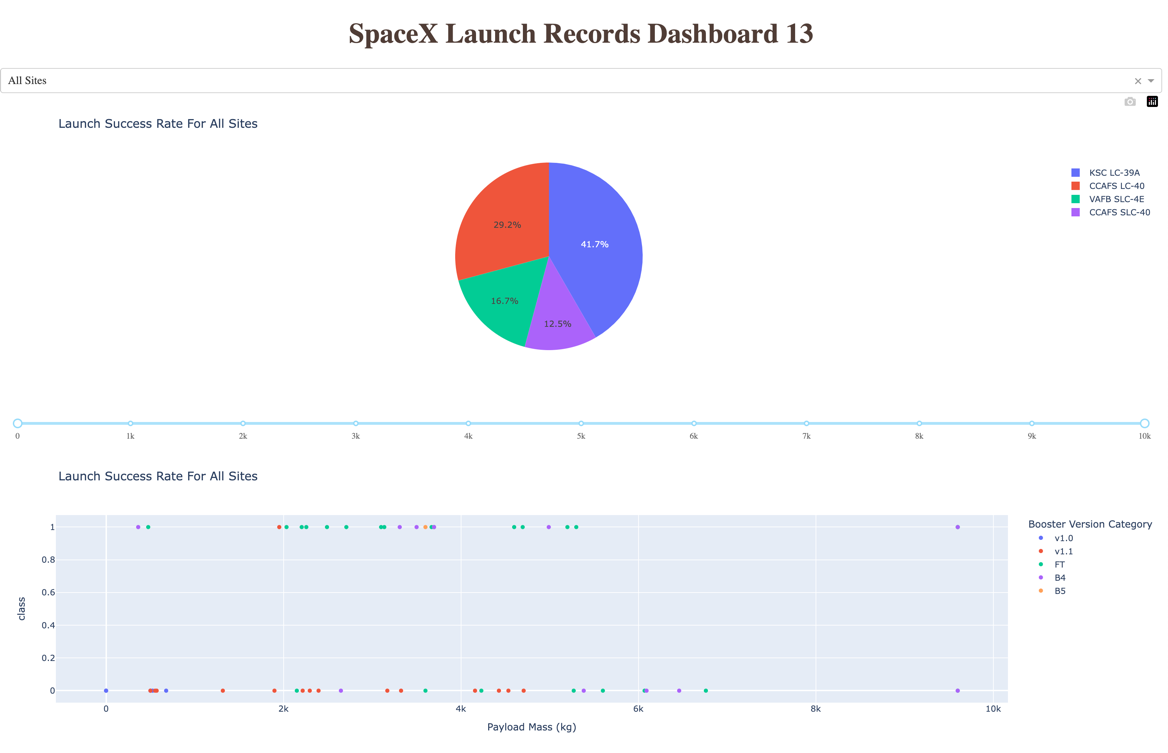 SpaceX Launch Records Dashboard 13
All Sites
Launch Success Rate For All Sites
29.2%
41.7%
16.7%
12.5%
KSC LC-39A
CCAFS LC-40
VAFB SLC-4E
CCAFS SLC-40
0 1k 2k 3k 4k 5k 6k 7k 8k 9k 10k
Launch Success Rate For All Sites
1
0.8
0.6
0.4
0.2
0
class
0 2k 4k 6k 8k 10k
Payload Mass (kg)
Booster Version Category
v1.0
v1.1
FT
B4
B5